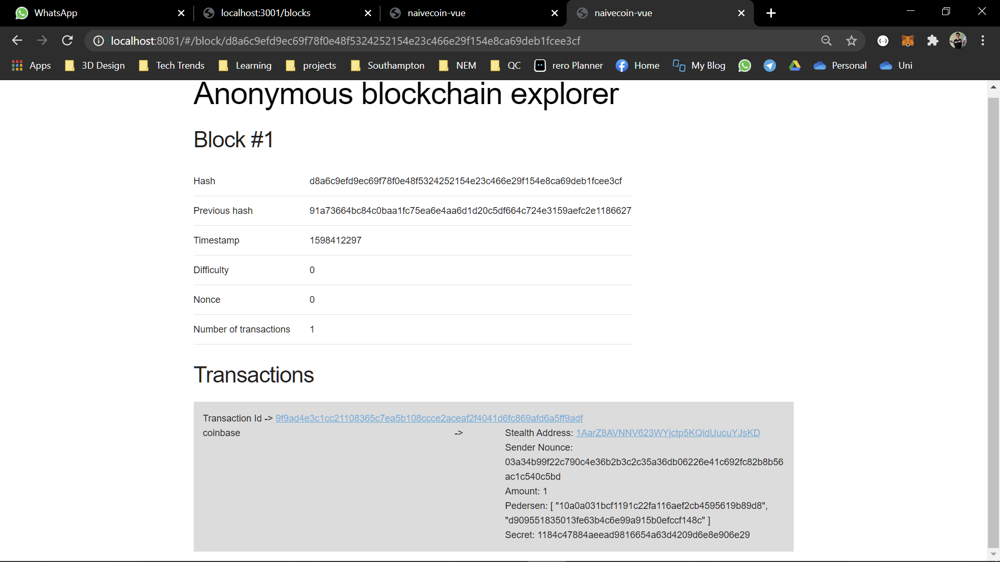 WhatsApp
localhost:3001/blocks
naivecoin-vue
naivecoin-vue
localhost:8081/#/block/d8a6c9efd9ec69f78f0e48f5324252154e23c466e29f154e8ca69deb1fcee3cf
Apps 3D Design Tech Trends Learning projects Southampton NEM QC rero Planner Home My Blog Personal Uni
Anonymous blockchain explorer
Block #1
Hash d8a6c9efd9ec69f78f0e48f5324252154e23c466e29f154e8ca69deb1fcee3cf
Previous hash 91a73664bc84c0baa1fc75ea6e4aa6d1d20c5df664c724e3159aefc2e1186627
Timestamp 1598412297
Difficulty 0
Nonce 0
Number of transactions 1
Transactions
Transaction Id -> 9f9ad4e3c1cc21108365c7ea5b108ccce2aceaf2f4041d6fc869afd6a5ff9adf
coinbase -> Stealth Address: 1AarZ8AVNNV623WYjctp5KQidUucuYJsKD
Sender Nounce:
03a34b99f22c790c4e36b2b3c2c35a36db06226e41c692fc82b8b56
ac1c540c5bd
Amount: 1
Pedersen: [ "10a0a031bcf1191c22fa116aef2cb4595619b89d8",
"d909551835013fe63b4c6e99a915b0efccf148c" ]
Secret: 1184c47884aeead9816654a63d4209d6e8e906e29